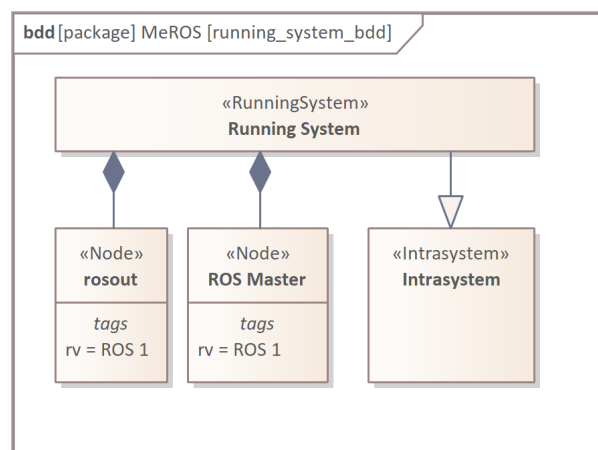 bdd [package] MeROS [running_system_bdd]
«RunningSystem»
Running System
«Node»
rosout
tags
rv = ROS 1
«Node»
ROS Master
tags
rv = ROS 1
«Intrasystem»
Intrasystem